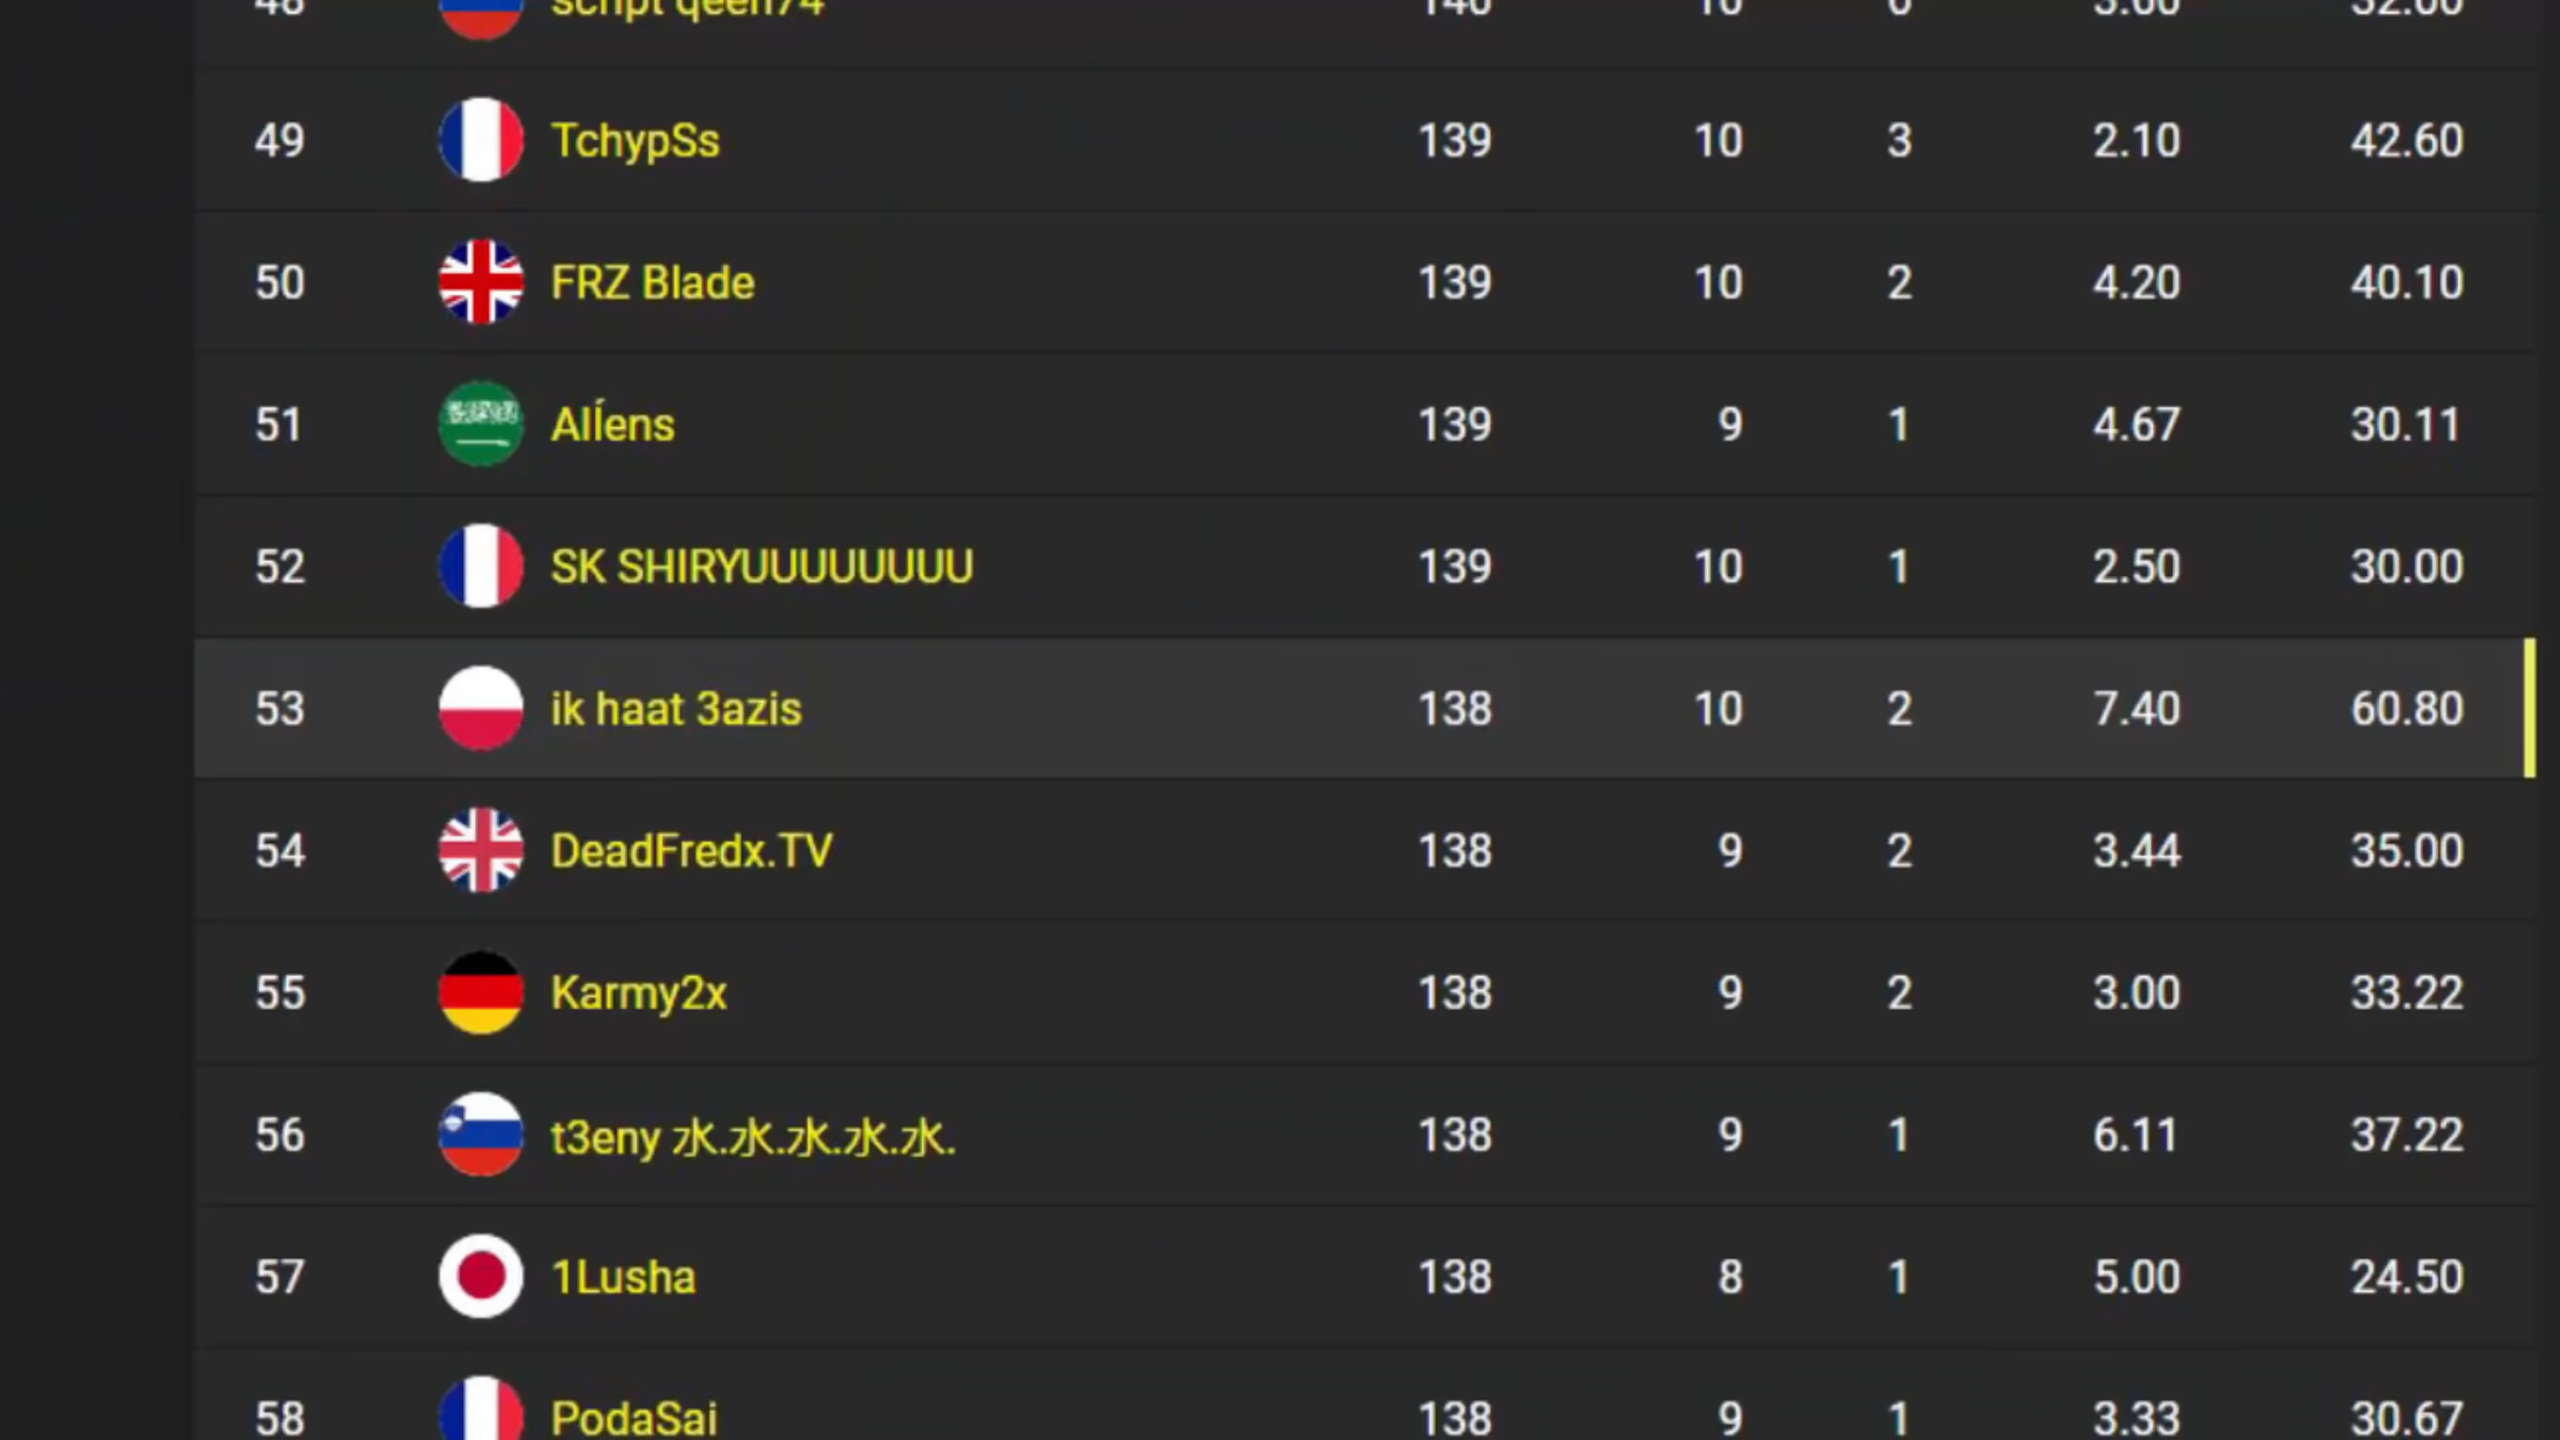 48 script qeen74 140 10 6 3.60 32.00
49 TchypSs 139 10 3 2.10 42.60
50 FRZ Blade 139 10 2 4.20 40.10
51 AlÍens 139 9 1 4.67 30.11
52 SK SHIRYUUUUUUUU 139 10 1 2.50 30.00
53 ik haat 3azis 138 10 2 7.40 60.80
54 DeadFredx.TV 138 9 2 3.44 35.00
55 Karmy2x 138 9 2 3.00 33.22
56 t3eny 水.水.水.水.水. 138 9 1 6.11 37.22
57 1Lusha 138 8 1 5.00 24.50
58 PodaSai 138 9 1 3.33 30.67